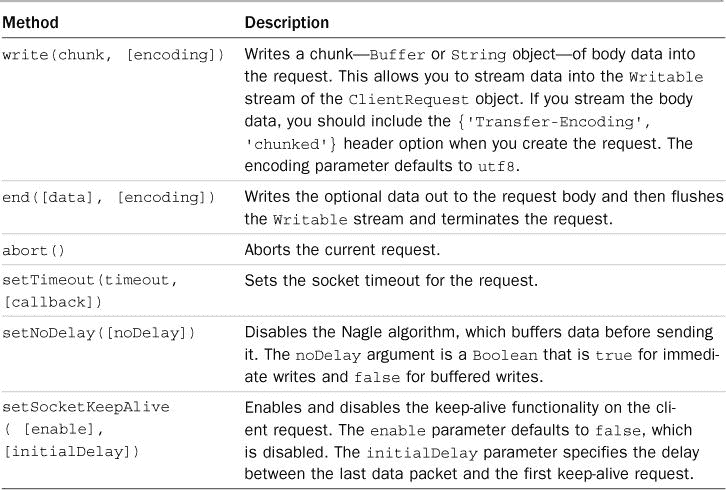 Method Description
write(chunk, [encoding]) Writes a chunk—Buffer or String object—of body data into
the request. This allows you to stream data into the Writable
stream of the ClientRequest object. If you stream the body
data, you should include the {'Transfer-Encoding',
'chunked'} header option when you create the request. The
encoding parameter defaults to utf8.
end([data], [encoding]) Writes the optional data out to the request body and then flushes
the Writable stream and terminates the request.
abort() Aborts the current request.
setTimeout(timeout, Sets the socket timeout for the request.
[callback])
setNoDelay([noDelay]) Disables the Nagle algorithm, which buffers data before sending
it. The noDelay argument is a Boolean that is true for immedi-
ate writes and false for buffered writes.
setSocketKeepAlive Enables and disables the keep-alive functionality on the cli-
( [enable], ent request. The enable parameter defaults to false, which
[initialDelay]) is disabled. The initialDelay parameter specifies the delay
between the last data packet and the first keep-alive request.